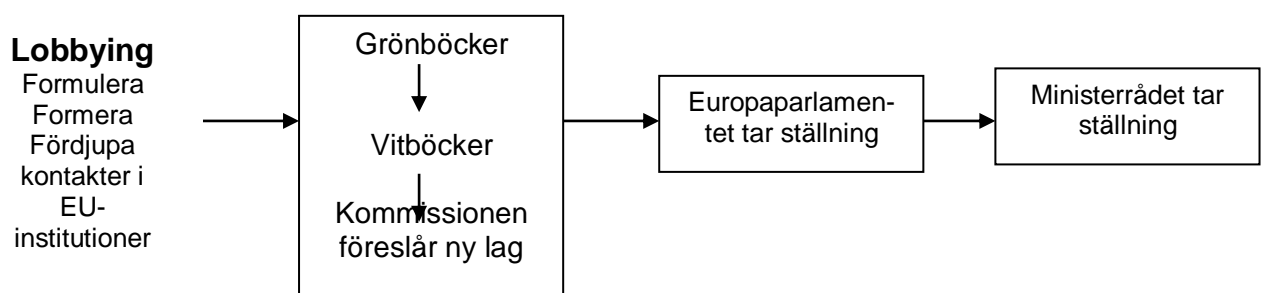 Lobbying
Formulera
Formera
Fördjupa
kontakter i
EU-
institutioner
Grönböcker
Vitböcker
Kommissionen
föreslår ny lag
Europaparlamen-
tet tar ställning
Ministerrådet tar
ställning